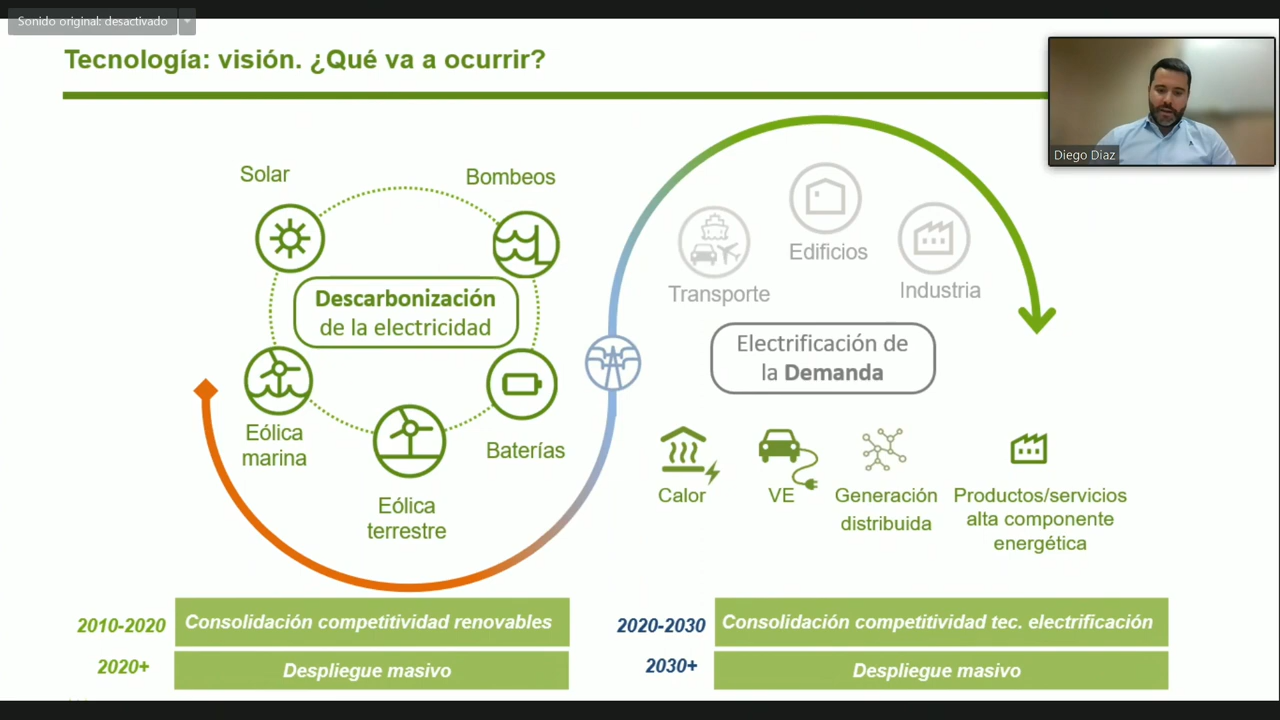 Sonido original: desactivado
Tecnología: visión. ¿Qué va a ocurrir?
Diego Diaz
Solar
Bombeos
Descarbonización
de la electricidad
Eólica
marina
Eólica
terrestre
Baterías
Transporte
Edificios
Industria
Electrificación de
la Demanda
Calor
VE
Generación
distribuida
Productos/servicios
alta componente
energética
2010-2020
Consolidación competitividad renovables
2020+
Despliegue masivo
2020-2030
Consolidación competitividad tec. electrificación
2030+
Despliegue masivo